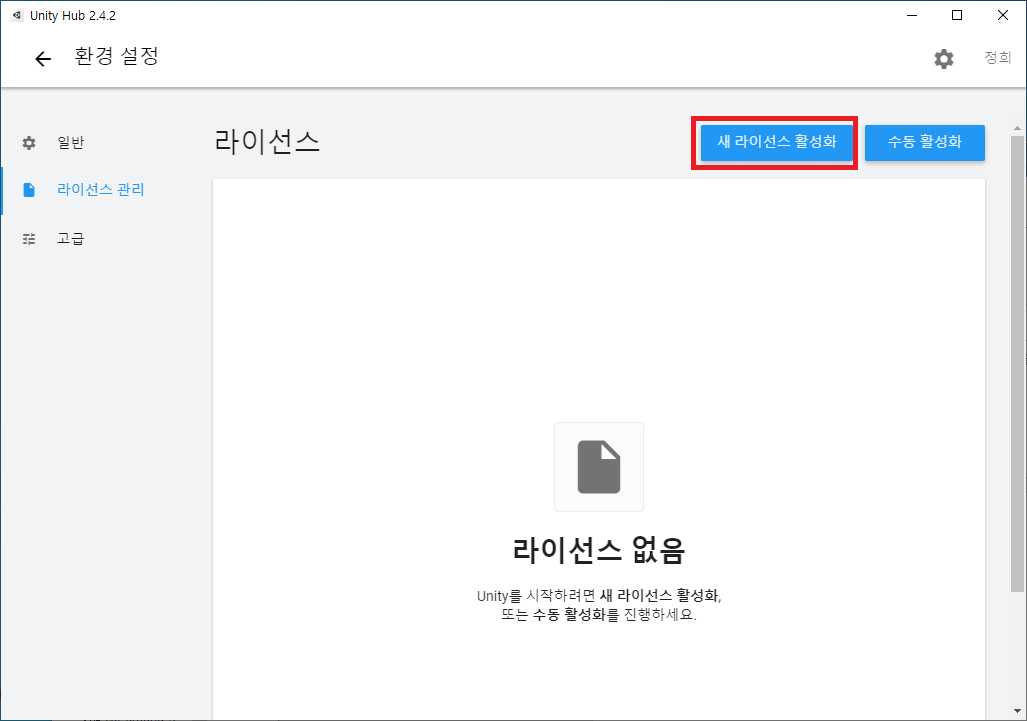 Unity Hub 2.4.2
환경 설정
정희
일반
라이선스 관리
고급
라이선스
새 라이선스 활성화
수동 활성화
라이선스 없음
Unity를 시작하려면 새 라이선스 활성화,
또는 수동 활성화를 진행하세요.